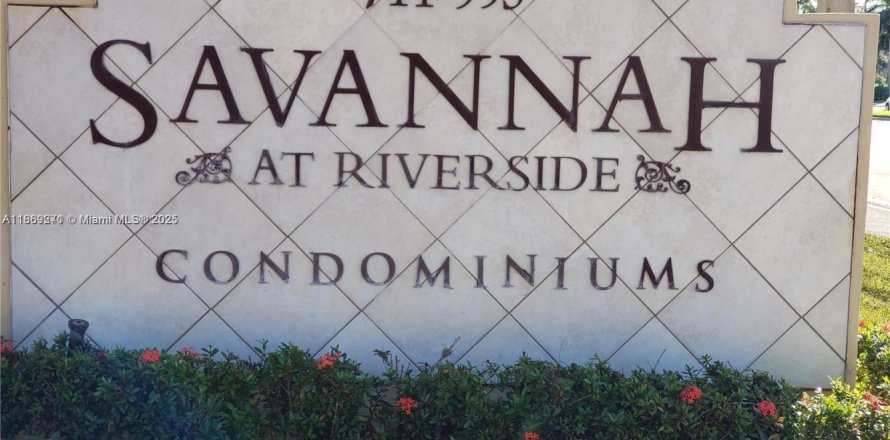 SAVANNAH
AT RIVERSIDE
CONDOMINIUMS
© Miami MLS® 2025